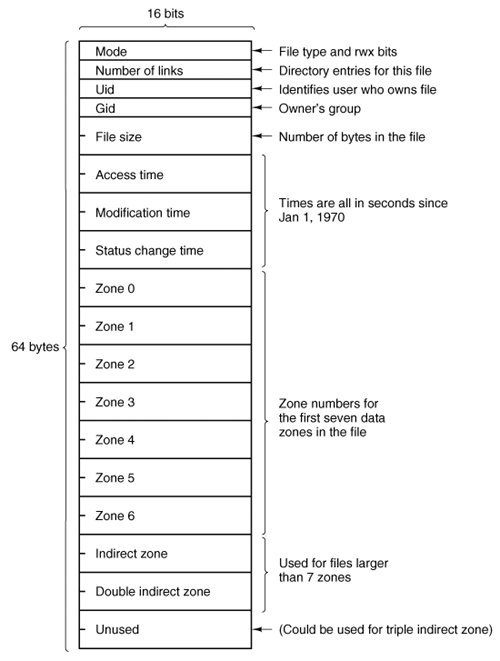 16 bits
Mode
File type and rwx bits
Number of links
Directory entries for this file
Uid
Identifies user who owns file
Gid
Owner's group
File size
Number of bytes in the file
Access time
Modification time
Times are all in seconds since
Jan 1, 1970
Status change time
Zone 0
Zone 1
64 bytes
Zone 2
Zone 3
Zone numbers for
the first seven data
zones in the file
Zone 4
Zone 5
Zone 6
Indirect zone
Used for files larger
than 7 zones
Double indirect zone
Unused
(Could be used for triple indirect zone)